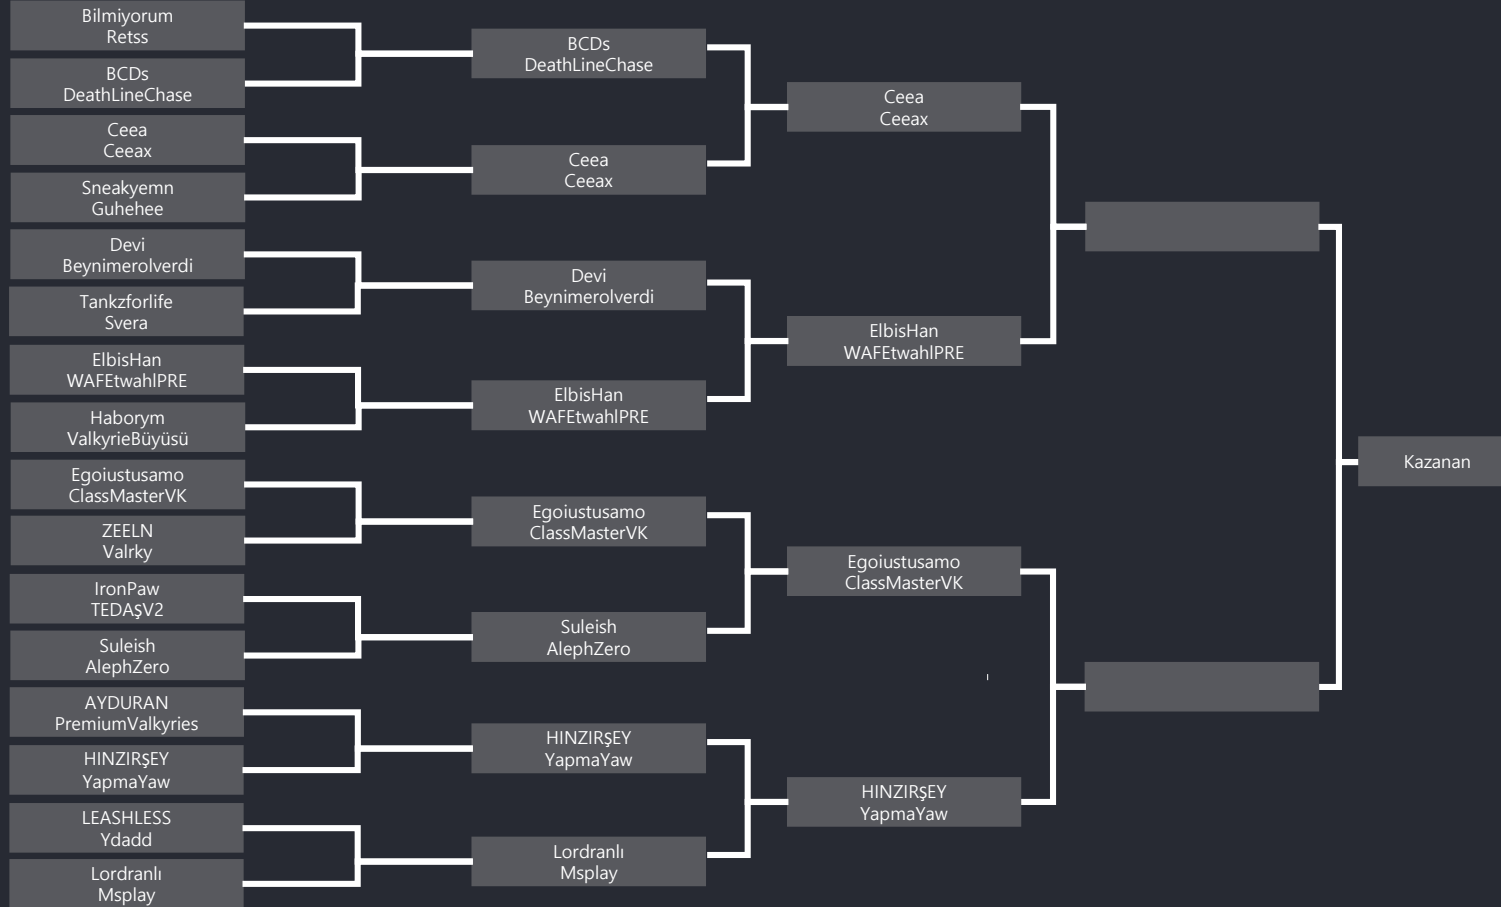 Bilmiyorum
Retss
BCDs
DeathLineChase
Ceea
Ceeax
Sneakyemn
Guhehee
Devi
Beynimerolverdi
Tankzforlife
Svera
ElbisHan
WAFEtwahlPRE
Haborym
ValkyrieBüyüsü
Egoiustusamo
ClassMasterVK
ZEELN
Valrky
IronPaw
TEDAŞV2
Suleish
AlephZero
AYDURAN
PremiumValkyries
HINZIRŞEY
YapmaYaw
LEASHLESS
Ydadd
Lordranlı
Msplay
BCDs
DeathLineChase
Ceea
Ceeax
Devi
Beynimerolverdi
ElbisHan
WAFEtwahlPRE
Egoiustusamo
ClassMasterVK
Suleish
AlephZero
HINZIRŞEY
YapmaYaw
Lordranlı
Msplay
Ceea
Ceeax
ElbisHan
WAFEtwahlPRE
Egoiustusamo
ClassMasterVK
HINZIRŞEY
YapmaYaw
Kazanan